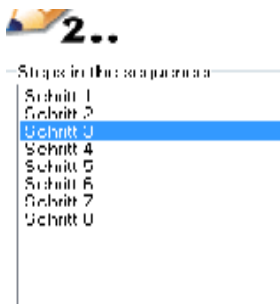 2..
Steps in the sequence
Schritt 1
Schritt 2
Schritt 3
Schritt 4
Schritt 5
Schritt 6
Schritt 7
Schritt 8